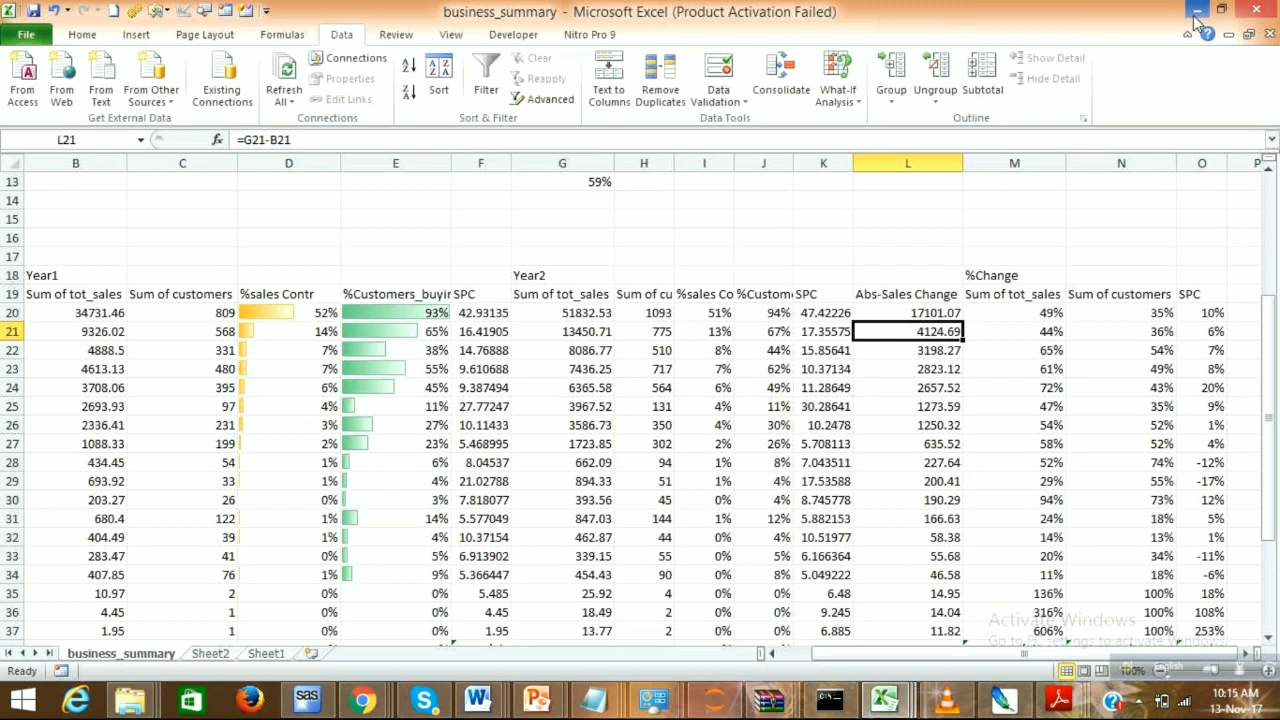 business_summary - Microsoft Excel (Product Activation Failed)
File Home Insert Page Layout Formulas Data Review View Developer Nitro Pro 9
From Access From Web From Text From Other Sources Existing Connections Refresh All Connections Properties Edit Links Sort Filter Clear Reapply Advanced Text to Columns Remove Duplicates Data Validation Consolidate What-If Analysis Group Ungroup Subtotal Show Detail Hide Detail
Get External Data Connections Sort & Filter Data Tools Outline
L21 fx =G21-B21
B C D E F G H I J K L M N O P
13 59%
14
15
16
17
18 Year1 Year2 %Change
19 Sum of tot_sales Sum of customers %sales Contr %Customers_buyir SPC Sum of tot_sales Sum of cu %sales Co %Custom SPC Abs-Sales Change Sum of tot_sales Sum of customers SPC
20 34731.46 809 52% 93% 42.93135 51832.53 1093 51% 94% 47.42226 17101.07 49% 35% 10%
21 9326.02 568 14% 65% 16.41905 13450.71 775 13% 67% 17.35575 4124.69 44% 36% 6%
22 4888.5 331 7% 38% 14.76888 8086.77 510 8% 44% 15.85641 3198.27 65% 54% 7%
23 4613.13 480 7% 55% 9.610688 7436.25 717 7% 62% 10.37134 2823.12 61% 49% 8%
24 3708.06 395 6% 45% 9.387494 6365.58 564 6% 49% 11.28649 2657.52 72% 43% 20%
25 2693.93 97 4% 11% 27.77247 3967.52 131 4% 11% 30.28641 1273.59 47% 35% 9%
26 2336.41 231 3% 27% 10.11433 3586.73 350 4% 30% 10.2478 1250.32 54% 52% 1%
27 1088.33 199 2% 23% 5.468995 1723.85 302 2% 26% 5.708113 635.52 58% 52% 4%
28 434.45 54 1% 6% 8.04537 662.09 94 1% 8% 7.043511 227.64 52% 74% -12%
29 693.92 33 1% 4% 21.02788 894.33 51 1% 4% 17.53588 200.41 29% 55% -17%
30 203.27 26 0% 3% 7.818077 393.56 45 0% 4% 8.745778 190.29 94% 73% 12%
31 680.4 122 1% 14% 5.577049 847.03 144 1% 12% 5.882153 166.63 24% 18% 5%
32 404.49 39 1% 4% 10.37154 462.87 44 0% 4% 10.51977 58.38 14% 13% 1%
33 283.47 41 0% 5% 6.913902 339.15 55 0% 5% 6.166364 55.68 20% 34% -11%
34 407.85 76 1% 9% 5.366447 454.43 90 0% 8% 5.049222 46.58 11% 18% -6%
35 10.97 2 0% 0% 5.485 25.92 4 0% 0% 6.48 14.95 136% 100% 18%
36 4.45 1 0% 0% 4.45 18.49 2 0% 0% 9.245 14.04 316% 100% 108%
37 1.95 1 0% 0% 1.95 13.77 2 0% 0% 6.885 11.82 606% 100% 253%
Activate Windows
Go to PC settings to activate Windows.
business_summary Sheet2 Sheet1
Ready 100% English
10:15 AM
13-Nov-17